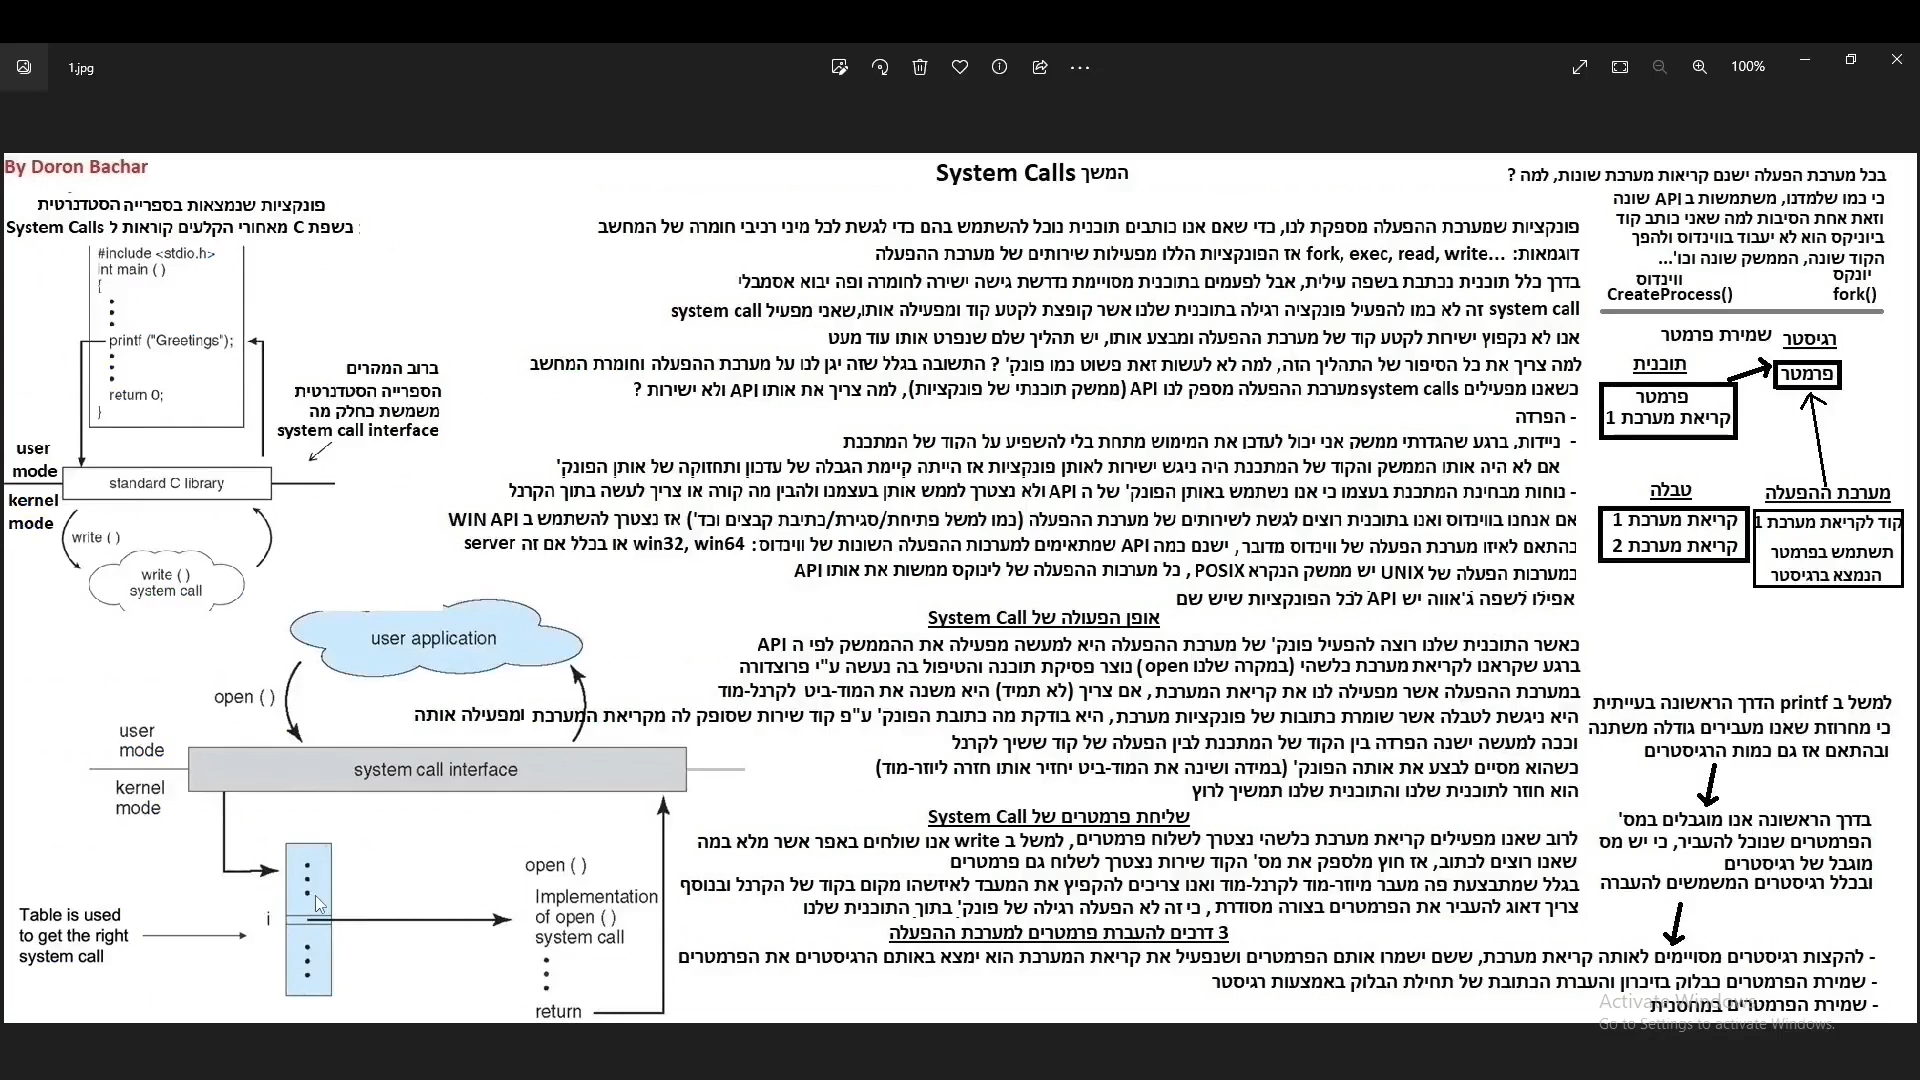 1.jpg
100%
By Doron Bachar
המשך System Calls
פונקציות שנמצאות בספרייה הסטדנרטית
בשפת C מאחורי הקלעים קוראות ל System Calls :
#include <stdio.h>
int main ( )
{
printf ("Greetings");
return 0;
}
ברוב המקרים
הספרייה הסטדנרטית
משמשת כחלק מה
system call interface
user
mode
standard C library
kernel
mode
write ( )
write ( )
system call
user application
open ( )
user
mode
system call interface
kernel
mode
open ( )
Implementation
of open ( )
system call
return
i
Table is used
to get the right
system call
פונקציות שמערכת ההפעלה מספקת לנו, כדי שאם אנו כותבים תוכנית נוכל להשתמש בהם כדי לגשת לכל מיני רכיבי חומרה של המחשב
דוגמאות: ...fork, exec, read, write אז הפונקציות הללו מפעילות שירותים של מערכת ההפעלה
בדרך כלל תוכנית נכתבת בשפה עילית, אבל לפעמים בתוכנית מסויימת נדרשת גישה ישירה לחומרה ופה יבוא אסמבלי
system call זה לא כמו להפעיל פונקציה רגילה בתוכנית שלנו אשר קופצת לקטע קוד ומפעילה אותו,שאני מפעיל system call
אנו לא נקפוץ ישירות לקטע קוד של מערכת ההפעלה ומבצע אותו, יש תהליך שלם שנפרט אותו עוד מעט
למה צריך את כל הסיפור של התהליך הזה, למה לא לעשות זאת פשוט כמו פונק' ? התשובה בגלל שזה יגן לנו על מערכת ההפעלה וחומרת המחשב
כשאנו מפעילים system callsמערכת ההפעלה מספק לנו API (ממשק תוכנתי של פונקציות), למה צריך את אותו API ולא ישירות ?
- הפרדה
- ניידות, ברגע שהגדרתי ממשק אני יכול לעדכן את המימוש מתחת בלי להשפיע על הקוד של המתכנת
אם לא היה אותו הממשק והקוד של המתכנת היה ניגש ישירות לאותן פונקציות אז הייתה קיימת הגבלה של עדכון ותחזוקה של אותן הפונק'
- נוחות מבחינת המתכנת בעצמו כי אנו נשתמש באותן הפונק' של ה API ולא נצטרך לממש אותן בעצמנו ולהבין מה קורה או צריך לעשה בתוך הקרנל
אם אנחנו בווינדוס ואנו בתוכנית רוצים לגשת לשירותים של מערכת ההפעלה (כמו למשל פתיחת/סגירת/כתיבת קבצים וכד') אז נצטרך להשתמש ב WIN API
בהתאם לאיזו מערכת הפעלה של ווינדוס מדובר, ישנם כמה API שמתאימים למערכות ההפעלה השונות של ווינדוס: win32, win64 או בכלל אם זה server
במערכות הפעלה של UNIX יש ממשק הנקרא POSIX, כל מערכות ההפעלה של לינוקס ממשות את אותו API
אפילו לשפה ג'אווה יש API לכל הפונקציות שיש שם
אופן הפעולה של System Call
כאשר התוכנית שלנו רוצה להפעיל פונק' של מערכת ההפעלה היא למעשה מפעילה את ההממשק לפי ה API
ברגע שקראנו לקריאת מערכת כלשהי (במקרה שלנו open) נוצר פסיקת תוכנה והטיפול בה נעשה ע"י פרוצדורה
במערכת ההפעלה אשר מפעילה לנו את קריאת המערכת, אם צריך (לא תמיד) היא משנה את המוד-ביט לקרנל-מוד
היא ניגשת לטבלה אשר שומרת כתובות של פונקציות מערכת, היא בודקת מה כתובת הפונק' ע"פ קוד שירות שסופק לה מקריאת המערכת ומפעילה אותה
וככה למעשה ישנה הפרדה בין הקוד של המתכנת לבין הפעלה של קוד ששיך לקרנל
כשהוא מסיים לבצע את אותה הפונק' (במידה ושינה את המוד-ביט יחזיר אותו חזרה ליוזר-מוד)
הוא חוזר לתוכנית שלנו והתוכנית שלנו תמשיך לרוץ
שליחת פרמטרים של System Call
לרוב שאנו מפעילים קריאת מערכת כלשהי נצטרך לשלוח פרמטרים, למשל ב write אנו שולחים באפר אשר מלא במה
שאנו רוצים לכתוב, אז חוץ מלספק את מס' הקוד שירות נצטרך לשלוח גם פרמטרים
בגלל שמתבצעת פה מעבר מיוזר-מוד לקרנל-מוד ואנו צריכים להקפיץ את המעבד לאיזשהו מקום בקוד של הקרנל ובנוסף
צריך דאוג להעביר את הפרמטרים בצורה מסודרת, כי זה לא הפעלה רגילה של פונק' בתוך התוכנית שלנו
3 דרכים להעברת פרמטרים למערכת ההפעלה
- להקצות רגיסטרים מסויימים לאותה קריאת מערכת, ששם ישמרו אותם הפרמטרים ושנפעיל את קריאת המערכת הוא ימצא באותם הרגיסטרים את הפרמטרים
- שמירת הפרמטרים כבלוק בזיכרון והעברת הכתובת של תחילת הבלוק באמצעות רגיסטר
- שמירת הפרמטרים במחסנית
בכל מערכת הפעלה ישנם קריאות מערכת שונות, למה ?
כי כמו שלמדנו, משתמשות ב API שונה
וזאת אחת הסיבות למה שאני כותב קוד
ביוניקס הוא לא יעבוד בווינדוס ולהפך
הקוד שונה, הממשק שונה וכו'...
יונקס
ווינדוס
fork()
CreateProcess()
שמירת פרמטר
רגיסטר
תוכנית
פרמטר
פרמטר
קריאת מערכת 1
טבלה
מערכת ההפעלה
קריאת מערכת 1
קריאת מערכת 2
קוד לקריאת מערכת 1
תשתמש בפרמטר
הנמצא ברגיסטר
למשל ב printf הדרך הראשונה בעייתית
כי מחרוזת שאנו מעבירים גודלה משתנה
ובהתאם אז גם כמות הרגיסטרים
בדרך הראשונה אנו מוגבלים במס'
הפרמטרים שנוכל להעביר, כי יש מס
מוגבל של רגיסטרים
ובכלל רגיסטרים המשמשים להעברה
Activate Windows
Go to Settings to activate Windows.